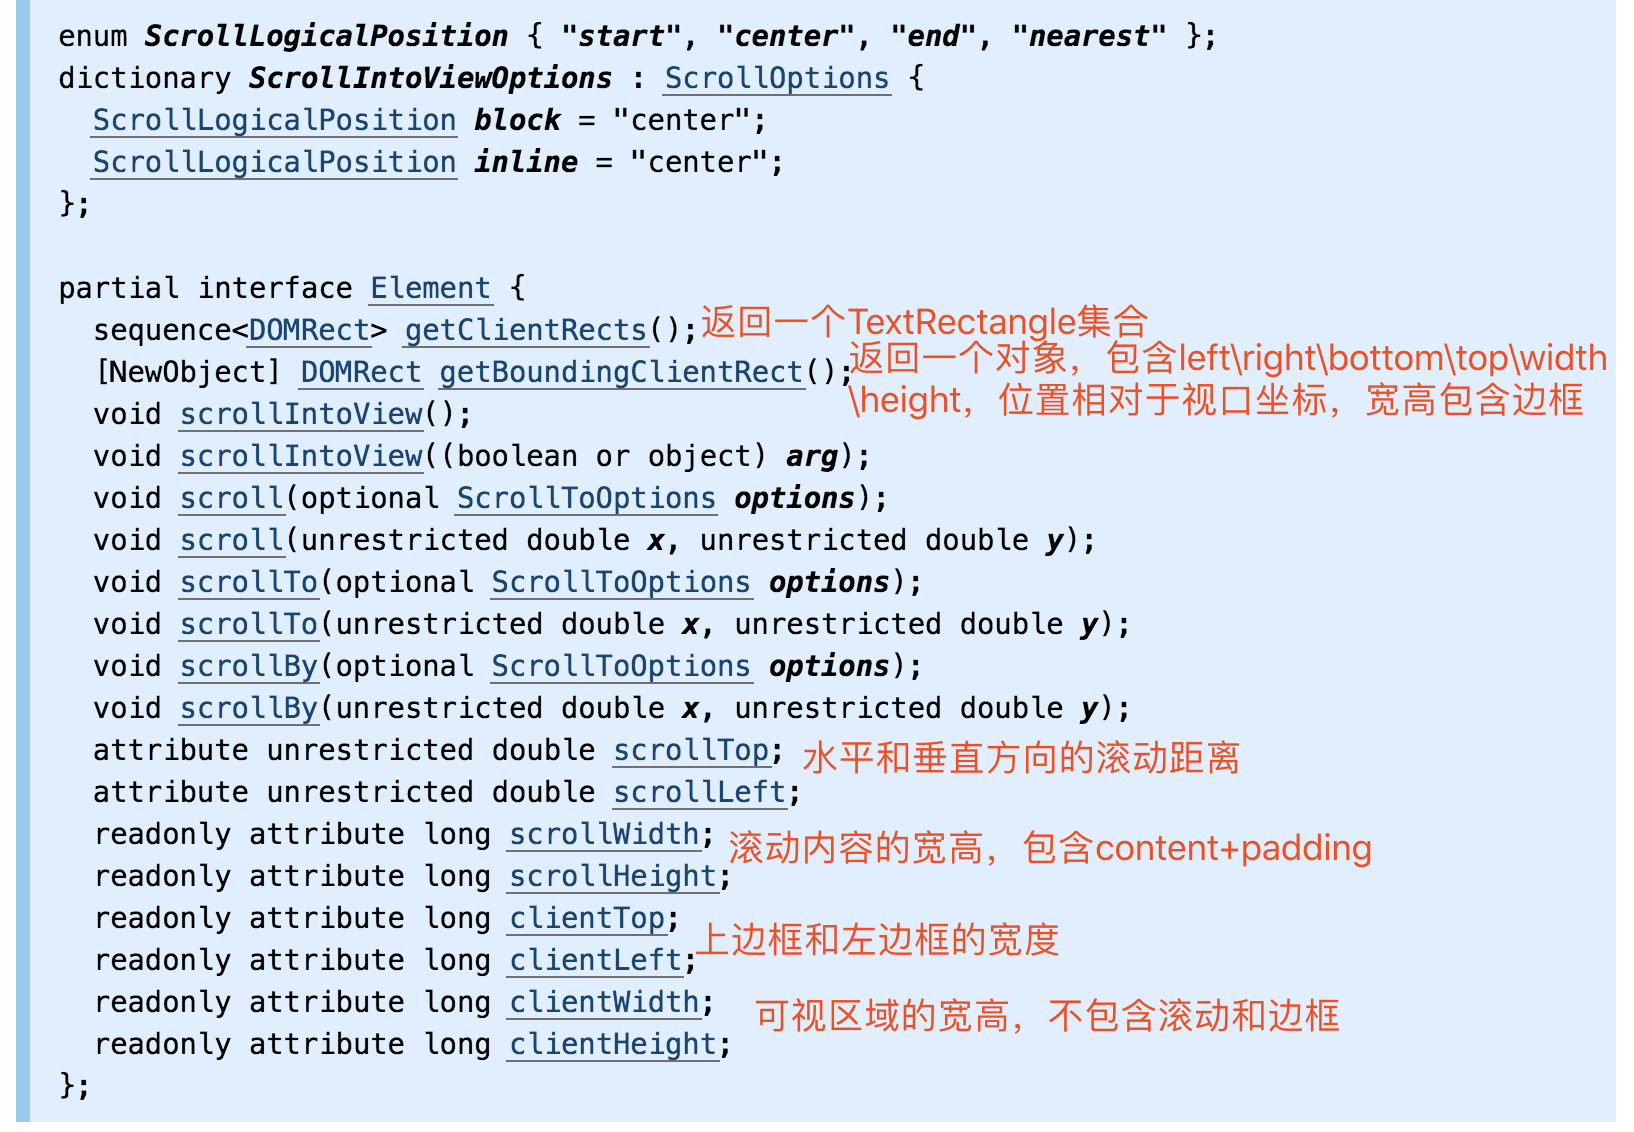 enum ScrollLogicalPosition { "start", "center", "end", "nearest" };
dictionary ScrollIntoViewOptions : ScrollOptions {
  ScrollLogicalPosition block = "center";
  ScrollLogicalPosition inline = "center";
};
partial interface Element {
  sequence<DOMRect> getClientRects(); 返回一个TextRectangle集合
  [NewObject] DOMRect getBoundingClientRect(); 返回一个对象，包含left\right\bottom\top\width
\height，位置相对于视口坐标，宽高包含边框
  void scrollIntoView();
  void scrollIntoView((boolean or object) arg);
  void scroll(optional ScrollToOptions options);
  void scroll(unrestricted double x, unrestricted double y);
  void scrollTo(optional ScrollToOptions options);
  void scrollTo(unrestricted double x, unrestricted double y);
  void scrollBy(optional ScrollToOptions options);
  void scrollBy(unrestricted double x, unrestricted double y);
  attribute unrestricted double scrollTop; 水平和垂直方向的滚动距离
  attribute unrestricted double scrollLeft;
  readonly attribute long scrollWidth; 滚动内容的宽高，包含content+padding
  readonly attribute long scrollHeight;
  readonly attribute long clientTop; 上边框和左边框的宽度
  readonly attribute long clientLeft;
  readonly attribute long clientWidth; 可视区域的宽高，不包含滚动和边框
  readonly attribute long clientHeight;
};